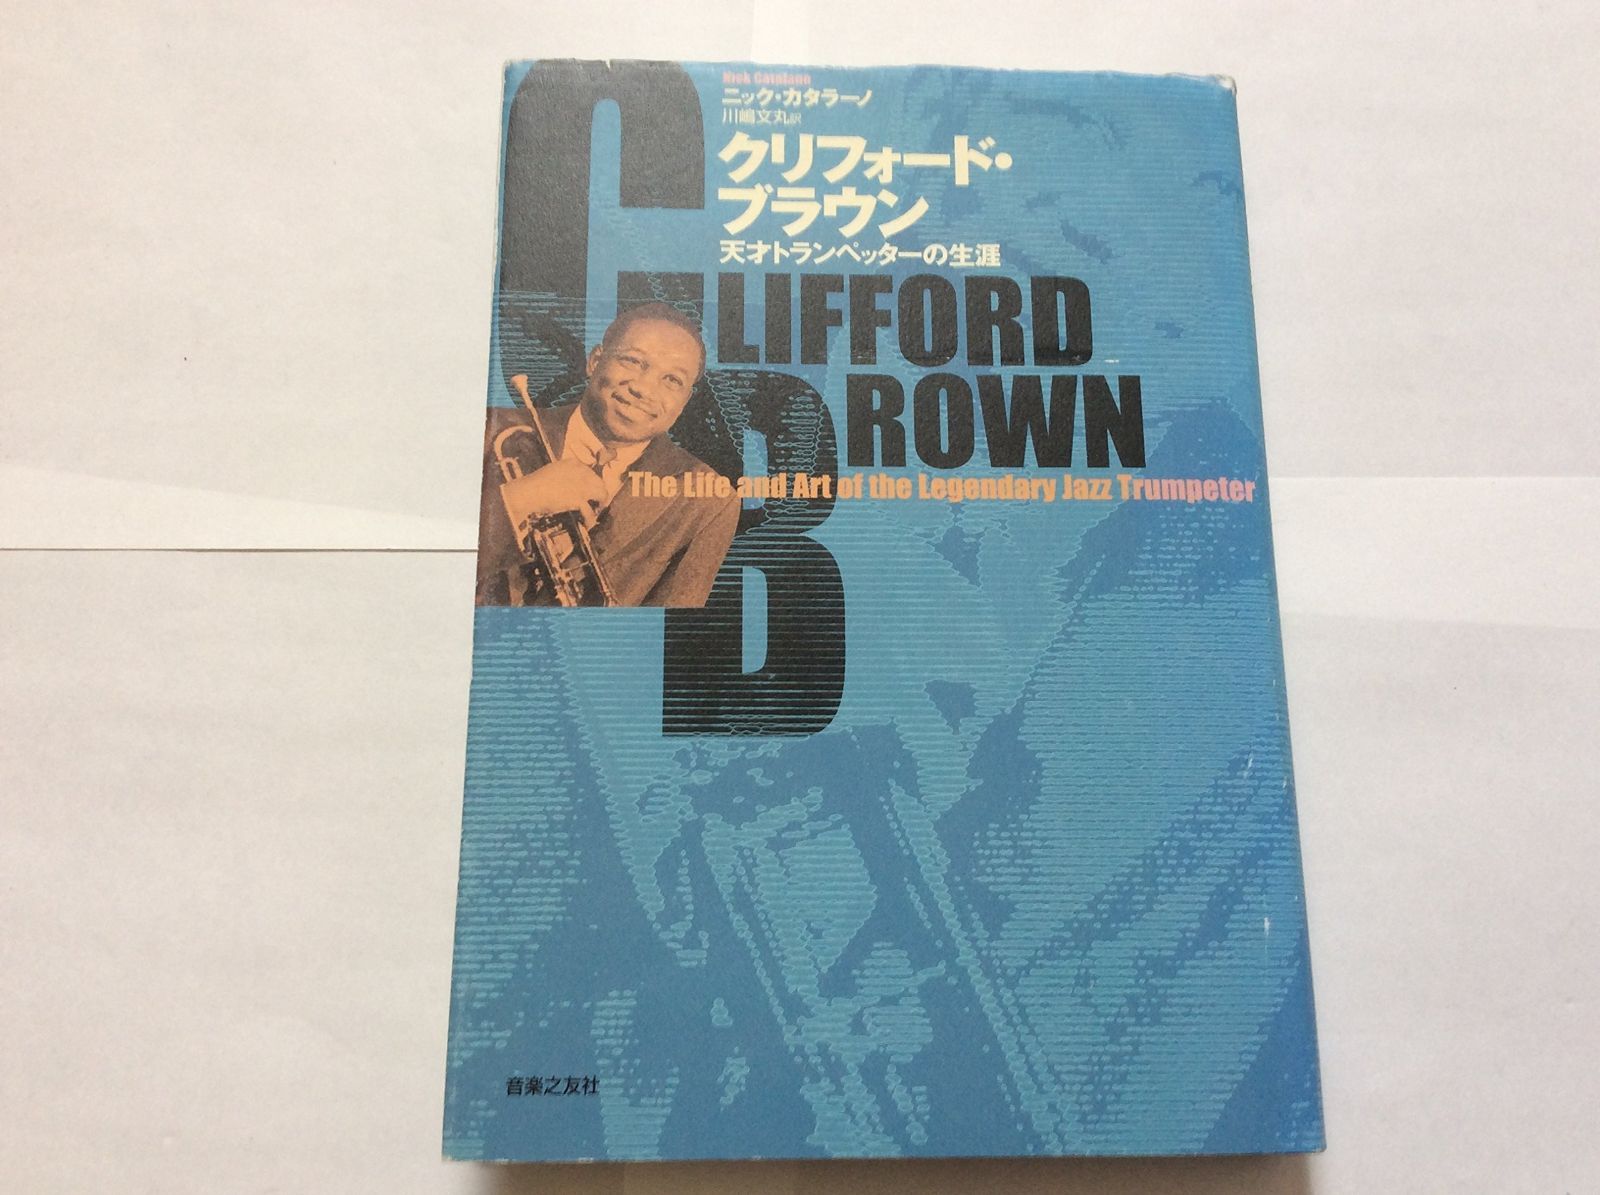 Nick Catalano
ニック・カタラーノ
川嶋文丸訳
クリフォード・
ブラウン
天才トランペッターの生涯
CLIFFORD
BROWN
The Life and Art of the Legendary Jazz Trumpeter
音楽之友社